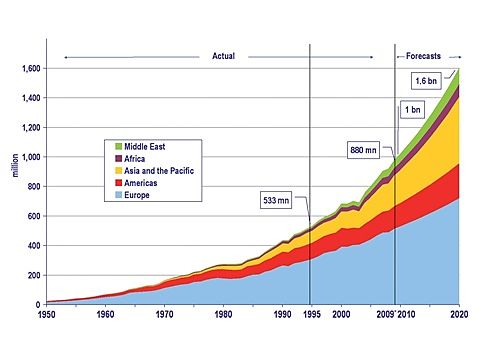 Actual
Forecasts
1,600
1,400
1,200
1,000
800
600
400
200
0
million
1,6 bn
1 bn
880 mn
533 mn
Middle East
Africa
Asia and the Pacific
Americas
Europe
1950 1960 1970 1980 1990 1995 2000 2009* 2010 2020